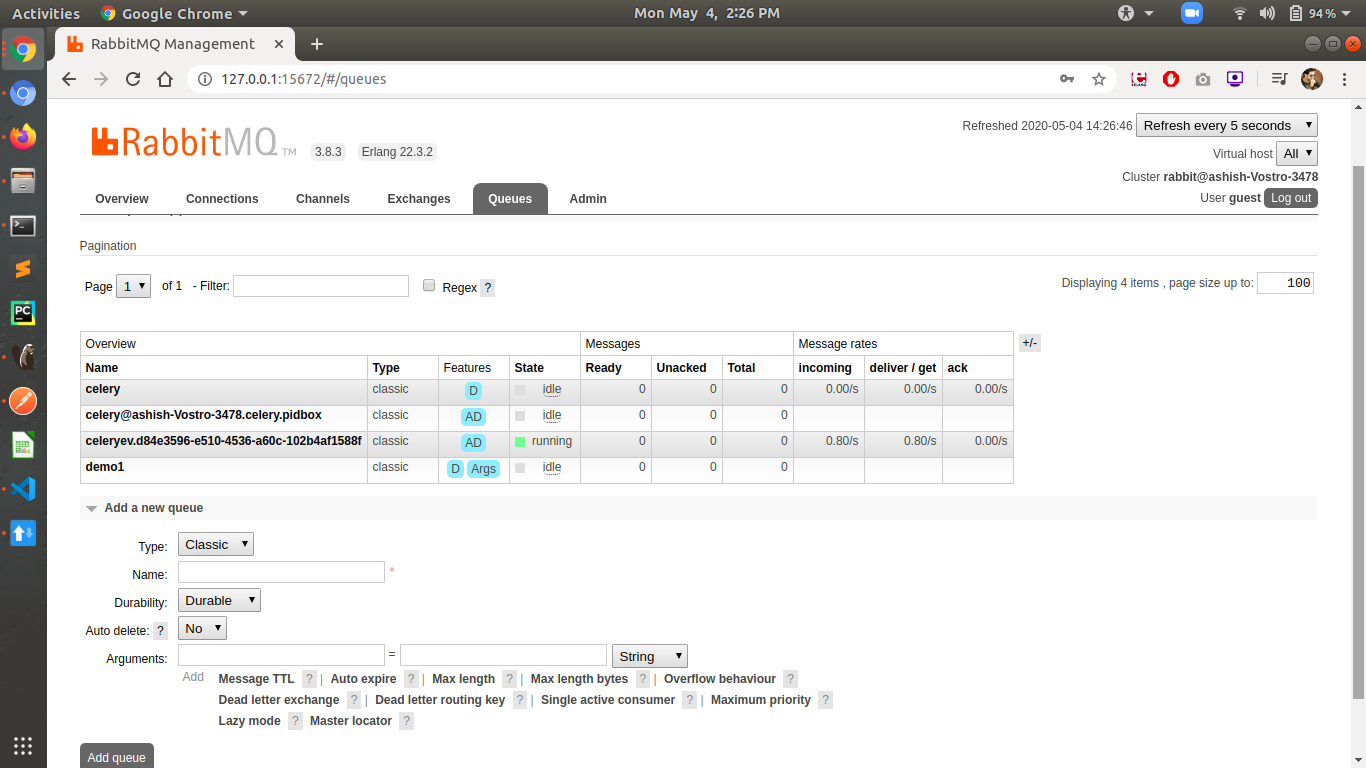 Activities Google Chrome Mon May 4, 2:26 PM 94 %
RabbitMQ Management
127.0.0.1:15672/#/queues
RabbitMQ TM 3.8.3 Erlang 22.3.2
Refreshed 2020-05-04 14:26:46 Refresh every 5 seconds
Virtual host All
Cluster rabbit@ashish-Vostro-3478
User guest Log out
Overview Connections Channels Exchanges Queues Admin
Pagination
Page 1 of 1 - Filter: Regex ? Displaying 4 items , page size up to: 100
Overview Messages Message rates +/-
Name Type Features State Ready Unacked Total incoming deliver / get ack
celery classic D idle 0 0 0 0.00/s 0.00/s 0.00/s
celery@ashish-Vostro-3478.celery.pidbox classic AD idle 0 0 0
celeryev.d84e3596-e510-4536-a60c-102b4af1588f classic AD running 0 0 0 0.80/s 0.80/s 0.00/s
demo1 classic D Args idle 0 0 0
Add a new queue
Type: Classic
Name: *
Durability: Durable
Auto delete: ? No
Arguments: = String
Add Message TTL ? | Auto expire ? | Max length ? | Max length bytes ? | Overflow behaviour ?
Dead letter exchange ? | Dead letter routing key ? | Single active consumer ? | Maximum priority ?
Lazy mode ? Master locator ?
Add queue